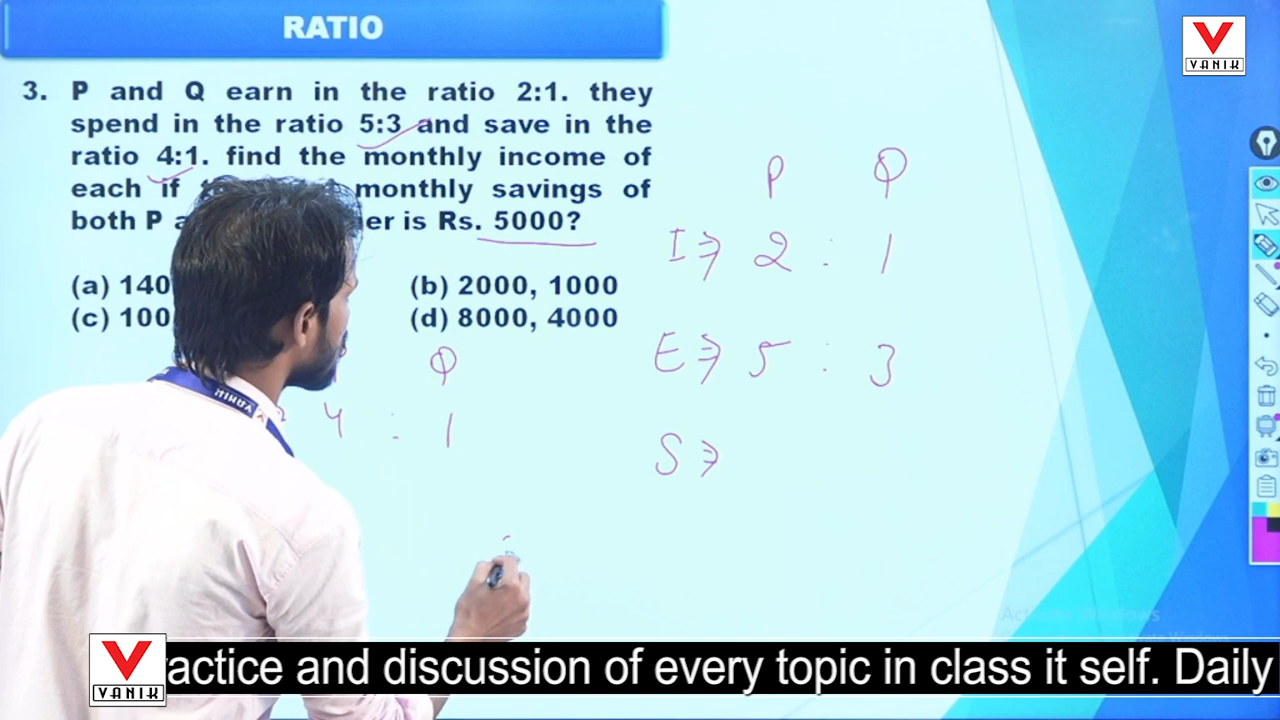 RATIO
VANIK
3. P and Q earn in the ratio 2:1. they
spend in the ratio 5:3 and save in the
ratio 4:1. find the monthly income of
each if monthly savings of
both P is Rs. 5000?
(a) 140 (b) 2000, 1000
(c) 100 (d) 8000, 4000
P Q
I ⇒ 2 : 1
E ⇒ 5 : 3
S ⇒
Q
4 : 1
Activate Windows
VANIK
ractice and discussion of every topic in class it self. Daily